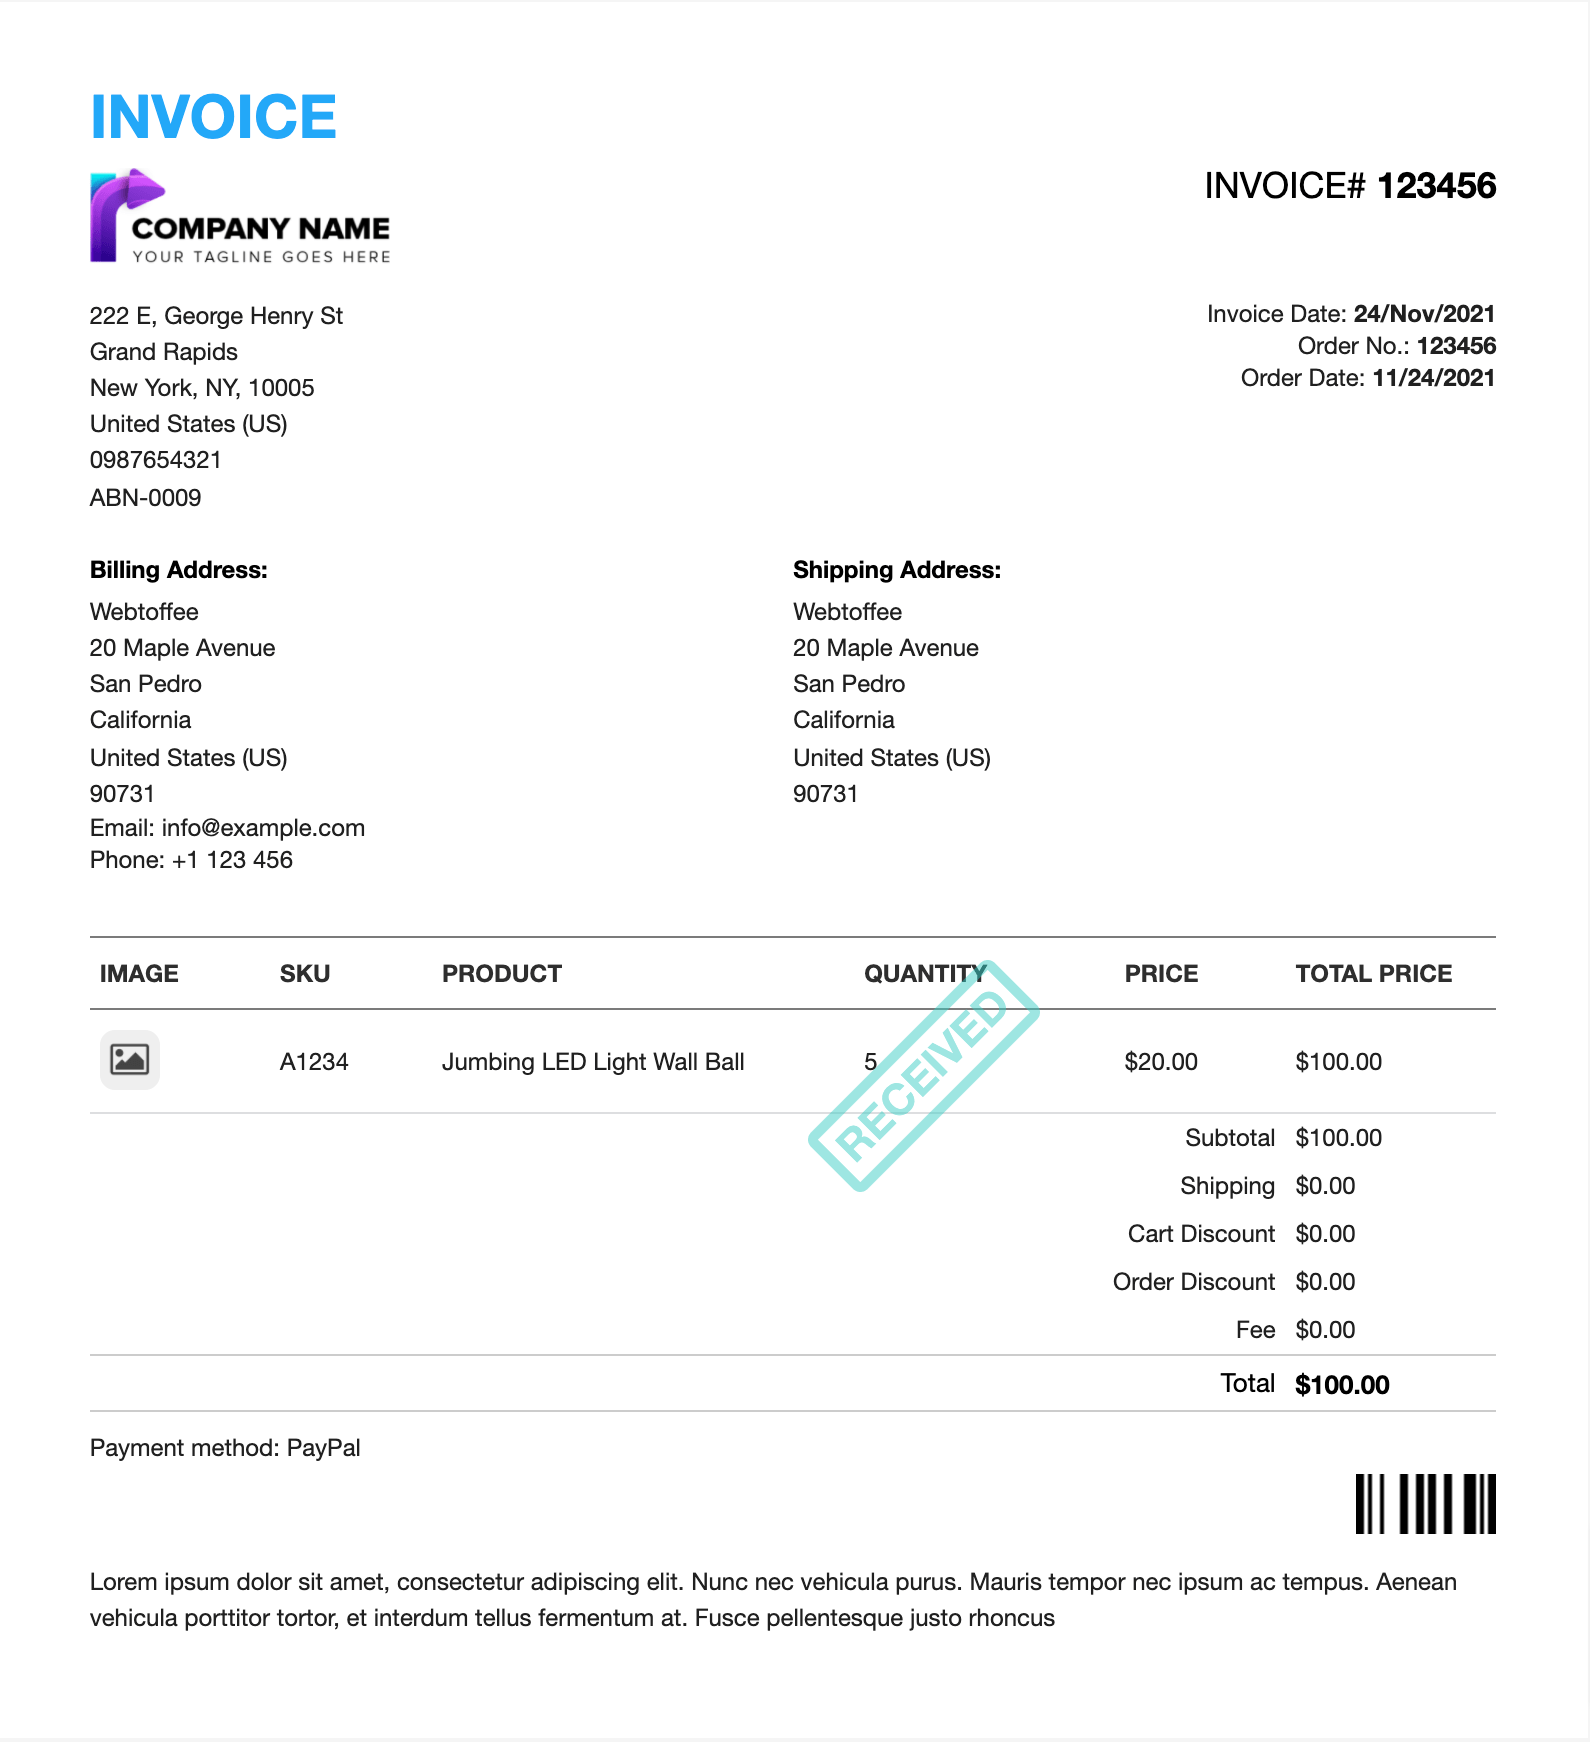 INVOICE
COMPANY NAME
YOUR TAGLINE GOES HERE
INVOICE# 123456
222 E, George Henry St
Grand Rapids
New York, NY, 10005
United States (US)
0987654321
ABN-0009
Invoice Date: 24/Nov/2021
Order No.: 123456
Order Date: 11/24/2021
Billing Address:
Webtoffee
20 Maple Avenue
San Pedro
California
United States (US)
90731
Email: info@example.com
Phone: +1 123 456
Shipping Address:
Webtoffee
20 Maple Avenue
San Pedro
California
United States (US)
90731
IMAGE SKU PRODUCT QUANTITY PRICE TOTAL PRICE
A1234 Jumbing LED Light Wall Ball 5 $20.00 $100.00
RECEIVED
Subtotal $100.00
Shipping $0.00
Cart Discount $0.00
Order Discount $0.00
Fee $0.00
Total $100.00
Payment method: PayPal
Lorem ipsum dolor sit amet, consectetur adipiscing elit. Nunc nec vehicula purus. Mauris tempor nec ipsum ac tempus. Aenean
vehicula porttitor tortor, et interdum tellus fermentum at. Fusce pellentesque justo rhoncus